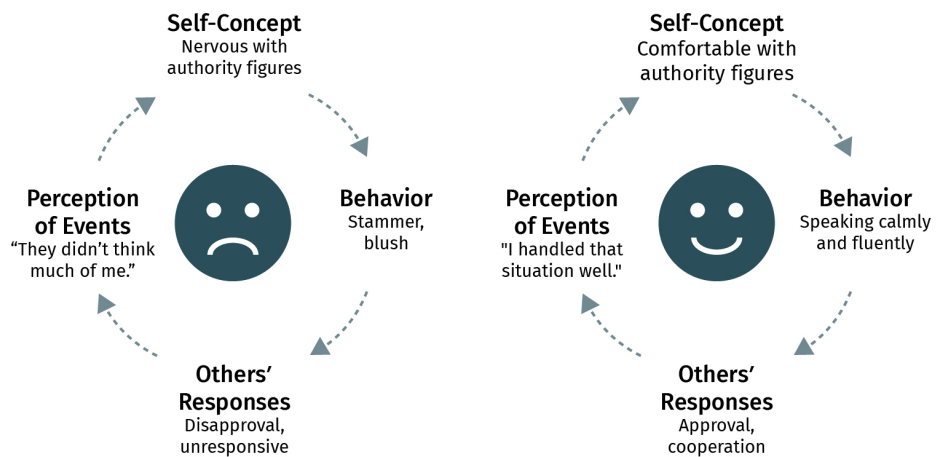 Self-Concept
Nervous with
authority figures
Behavior
Stammer,
blush
Others’
Responses
Disapproval,
unresponsive
Perception
of Events
“They didn’t think
much of me.”
Self-Concept
Comfortable with
authority figures
Behavior
Speaking calmly
and fluently
Others’
Responses
Approval,
cooperation
Perception
of Events
"I handled that
situation well."